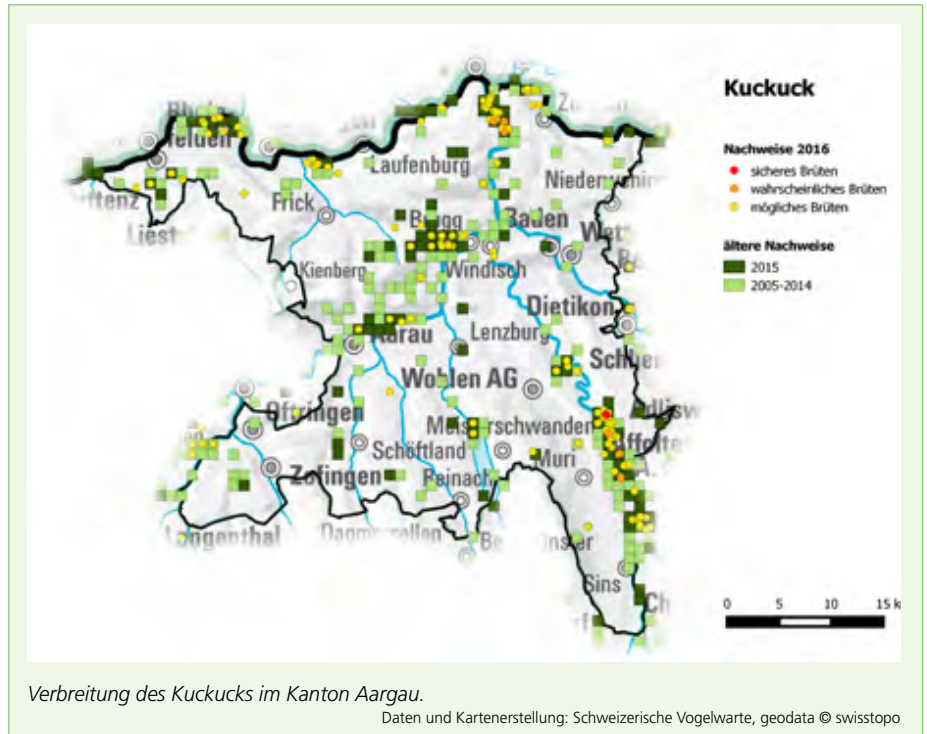 Kuckuck
Nachweise 2016
sicheres Brüten
wahrscheinliches Brüten
mögliches Brüten
ältere Nachweise
2015
2005-2014
Laufenburg
Frick
Baden
Brugg
Windisch
Kienberg
Dietikon
Aarau
Lenzburg
Wohlen AG
Oftringen
Schöftland
Muri
Zofingen
Reinach
Langenthal
Sins
0 5 10 15 k
Verbreitung des Kuckucks im Kanton Aargau.
Daten und Kartenerstellung: Schweizerische Vogelwarte, geodata © swisstopo